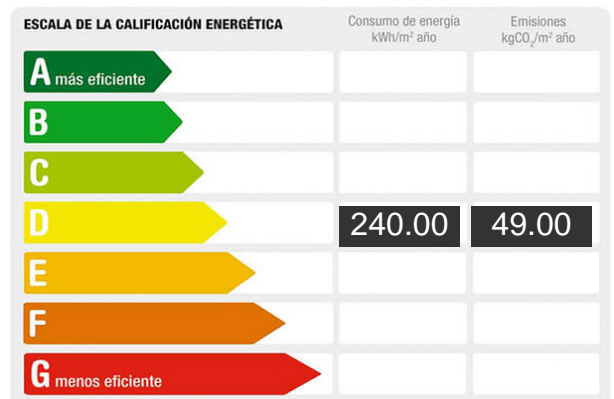 ESCALA DE LA CALIFICACIÓN ENERGÉTICA
Consumo de energía
kWh/m² año
Emisiones
kgCO₂/m² año
A más eficiente
B
C
D 240.00 49.00
E
F
G menos eficiente